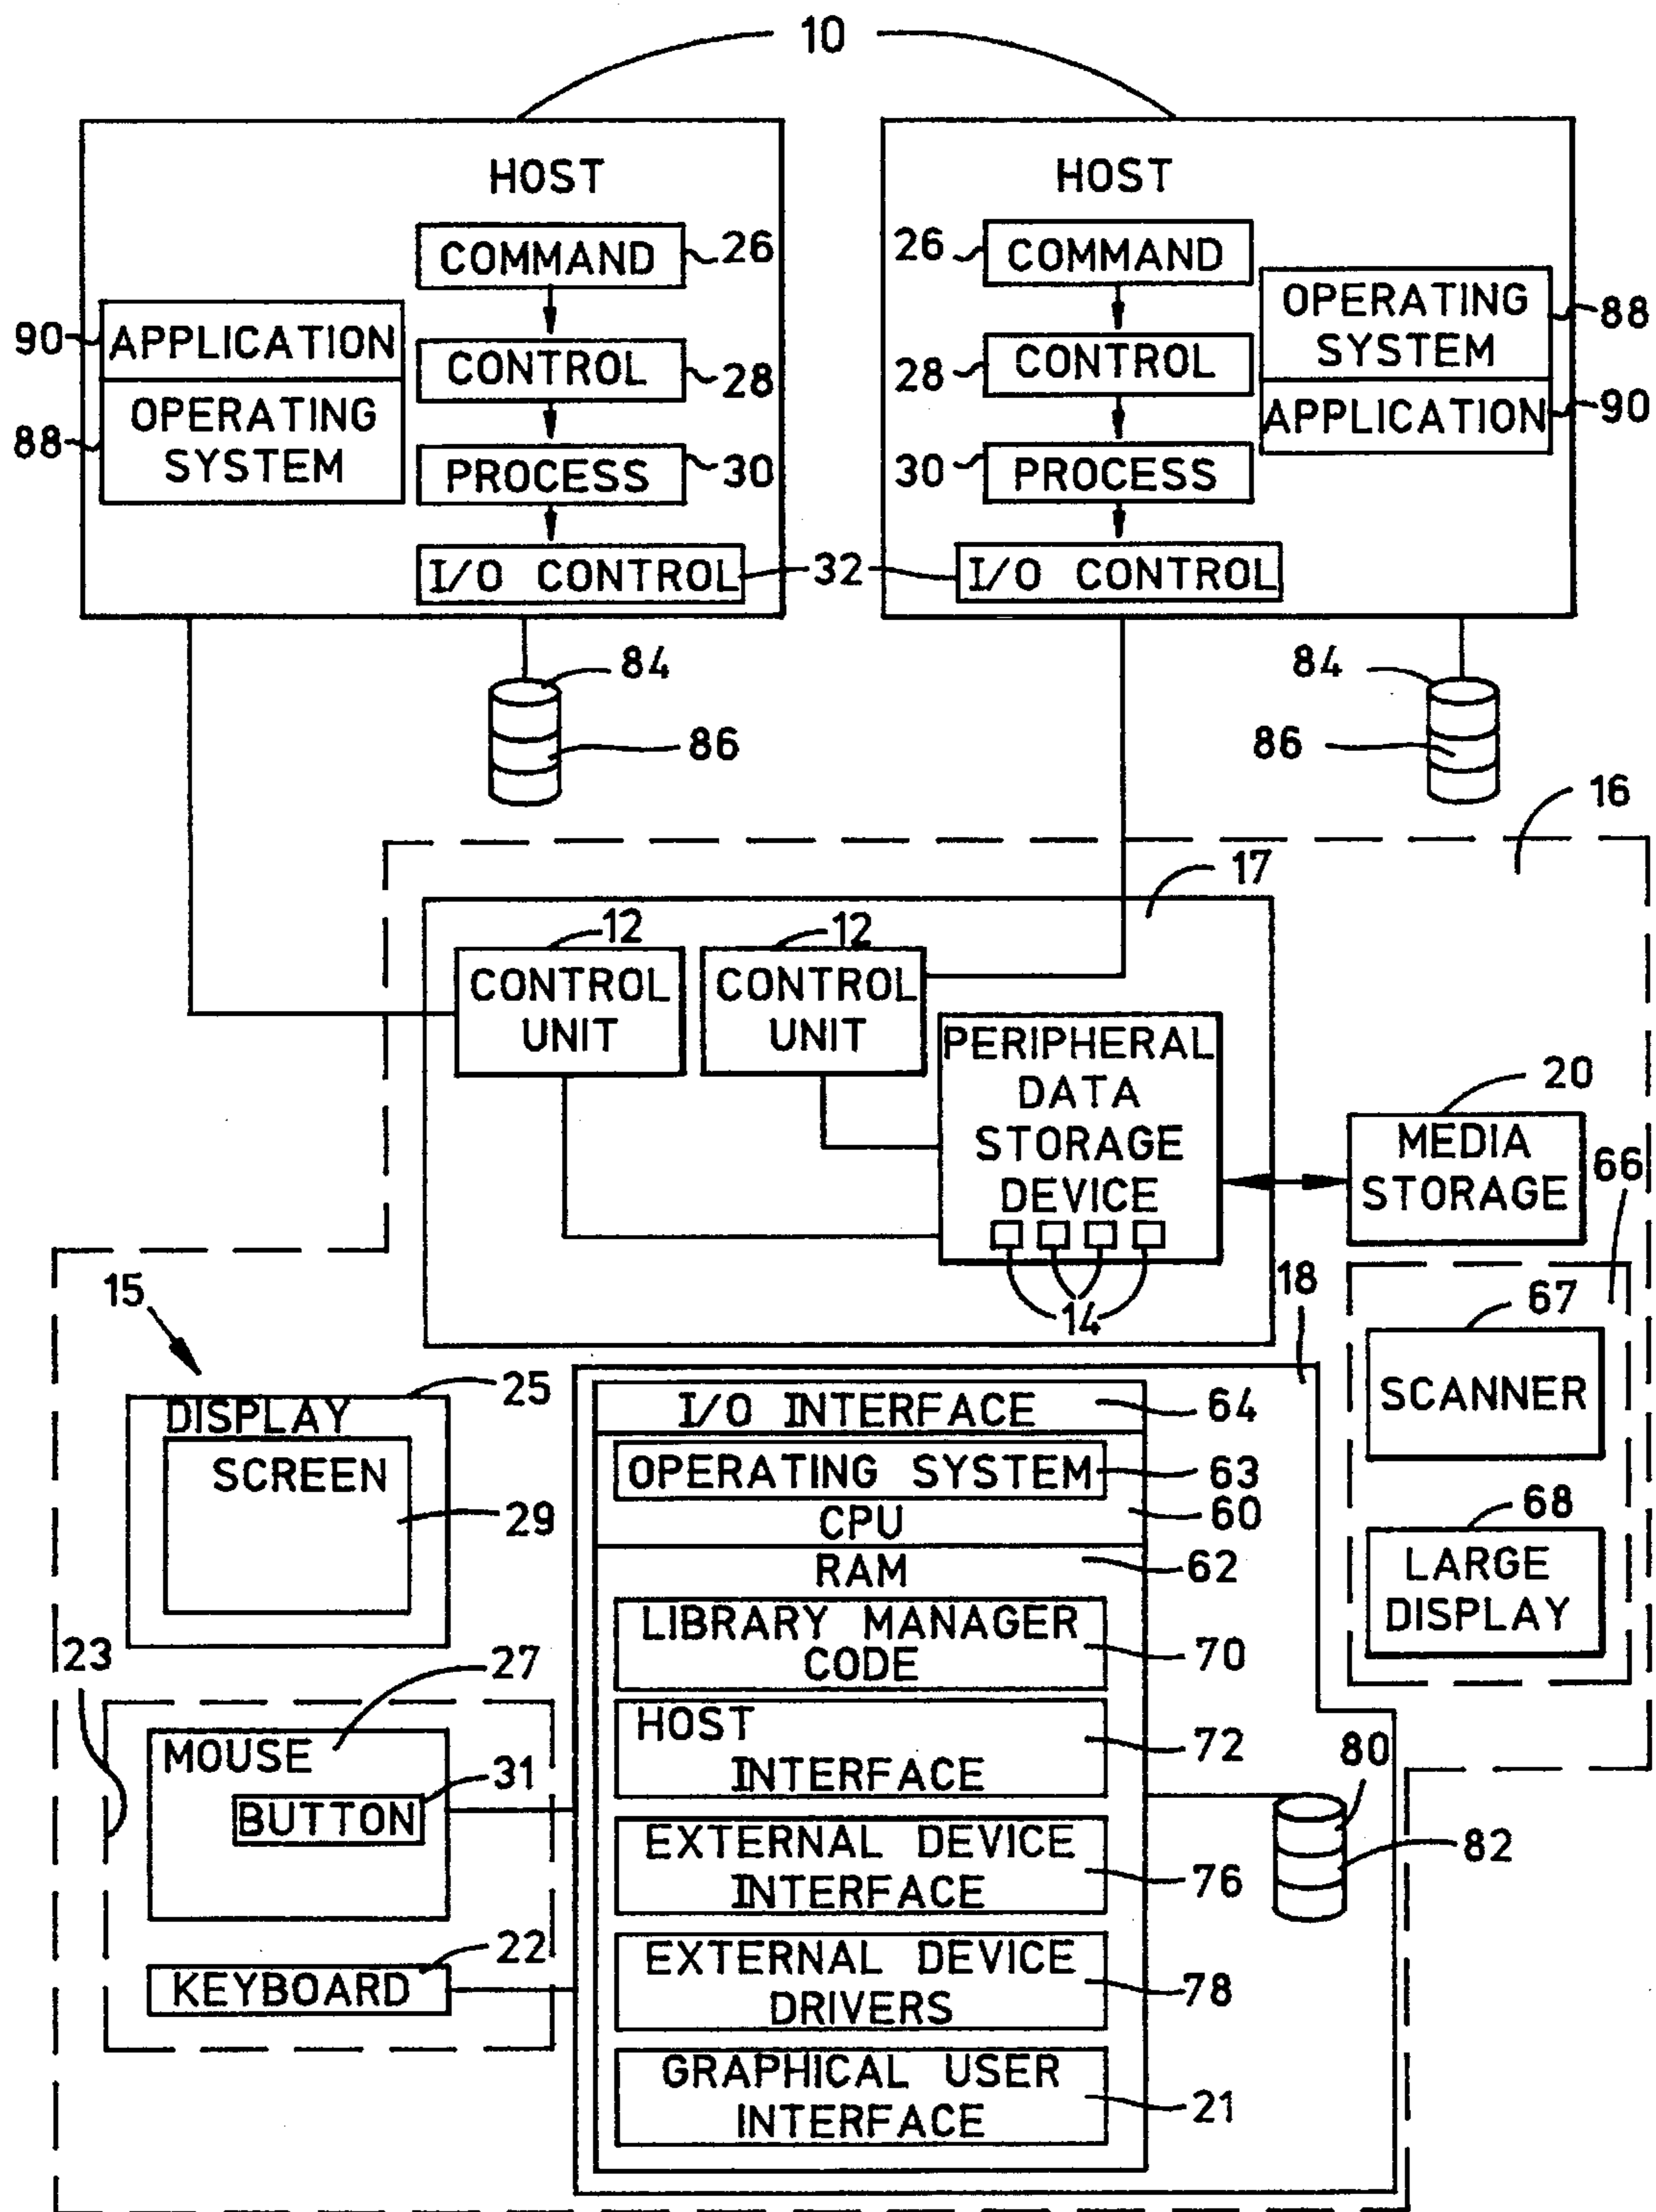 10
HOST
COMMAND
26
90
APPLICATION
CONTROL
28
88
OPERATING
SYSTEM
PROCESS
30
I/O CONTROL
32
HOST
26
COMMAND
OPERATING
SYSTEM
88
28
CONTROL
APPLICATION
90
30
PROCESS
I/O CONTROL
84
86
84
86
16
17
12
12
CONTROL
UNIT
CONTROL
UNIT
PERIPHERAL
DATA
STORAGE
DEVICE
14
20
MEDIA
STORAGE
66
18
67
SCANNER
68
LARGE
DISPLAY
15
25
DISPLAY
SCREEN
29
23
27
MOUSE
31
BUTTON
22
KEYBOARD
I/O INTERFACE
64
OPERATING SYSTEM
63
CPU
60
RAM
62
LIBRARY MANAGER
CODE
70
HOST
INTERFACE
72
EXTERNAL DEVICE
INTERFACE
76
EXTERNAL DEVICE
DRIVERS
78
GRAPHICAL USER
INTERFACE
21
80
82